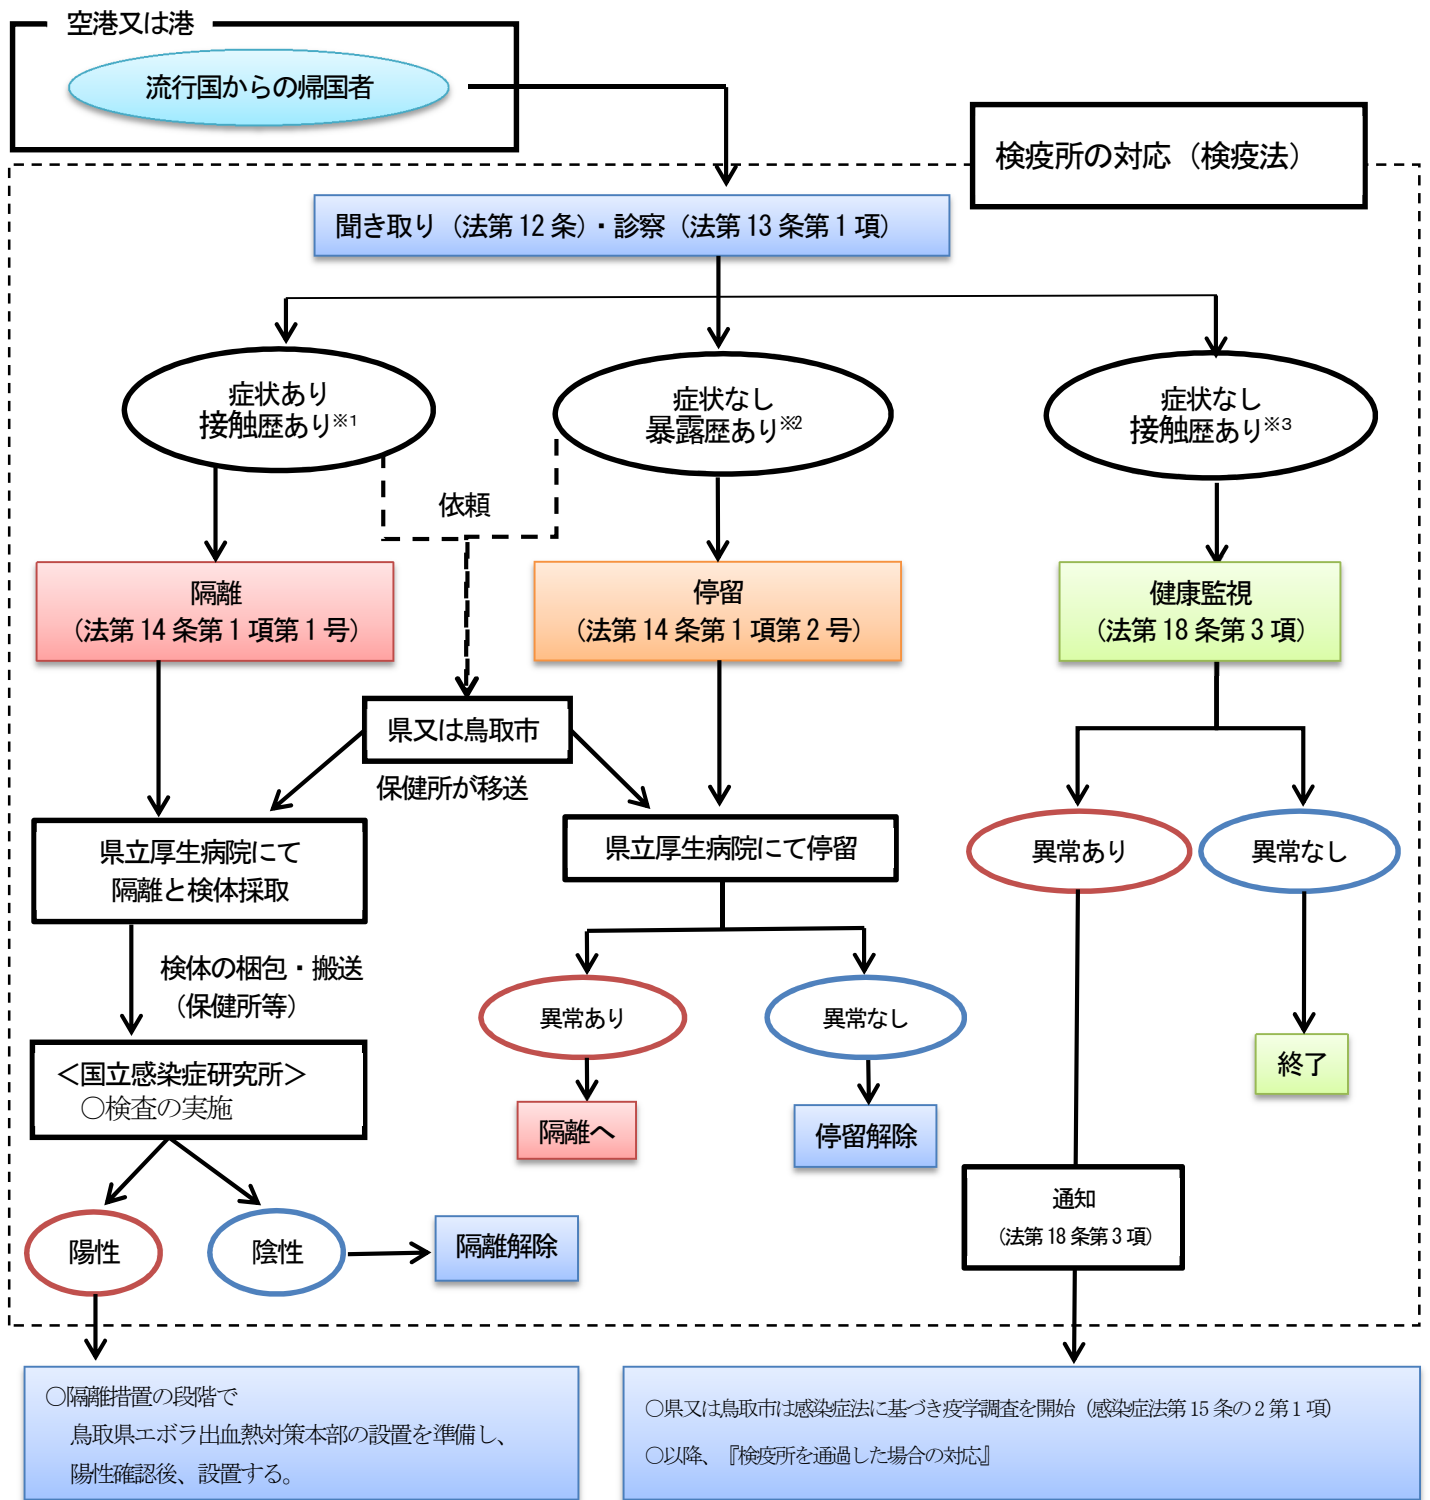 空港又は港
流行国からの帰国者
検疫所の対応（検疫法）
聞き取り（法第12条）・診察（法第13条第1項）
症状あり
接触歴あり※1
症状なし
暴露歴あり※2
症状なし
接触歴あり※3
依頼
隔離
（法第14条第1項第1号）
停留
（法第14条第1項第2号）
健康監視
（法第18条第3項）
県又は鳥取市
保健所が移送
県立厚生病院にて
隔離と検体採取
県立厚生病院にて停留
異常あり
異常なし
検体の梱包・搬送
（保健所等）
異常あり
異常なし
＜国立感染症研究所＞
○検査の実施
終了
隔離へ
停留解除
通知
（法第18条第3項）
陽性
陰性
隔離解除
○隔離措置の段階で
鳥取県エボラ出血熱対策本部の設置を準備し、
陽性確認後、設置する。
○県又は鳥取市は感染症法に基づき疫学調査を開始（感染症法第15条の2第1項）
○以降、『検疫所を通過した場合の対応』